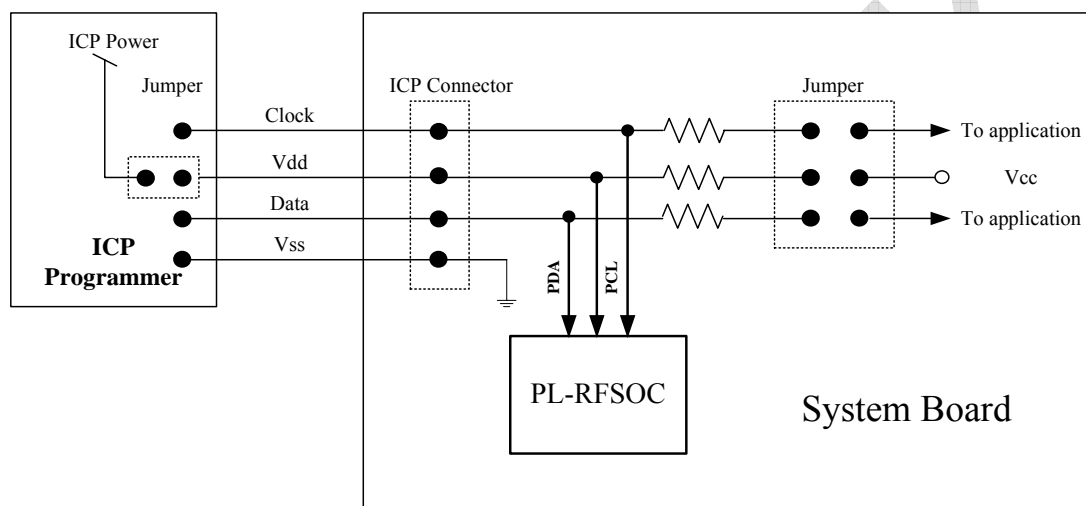 ICP Power
Jumper
ICP Programmer
Clock
Vdd
Data
Vss
ICP Connector
Jumper
To application
Vcc
To application
PDA
PCL
PL-RFSOC
System Board